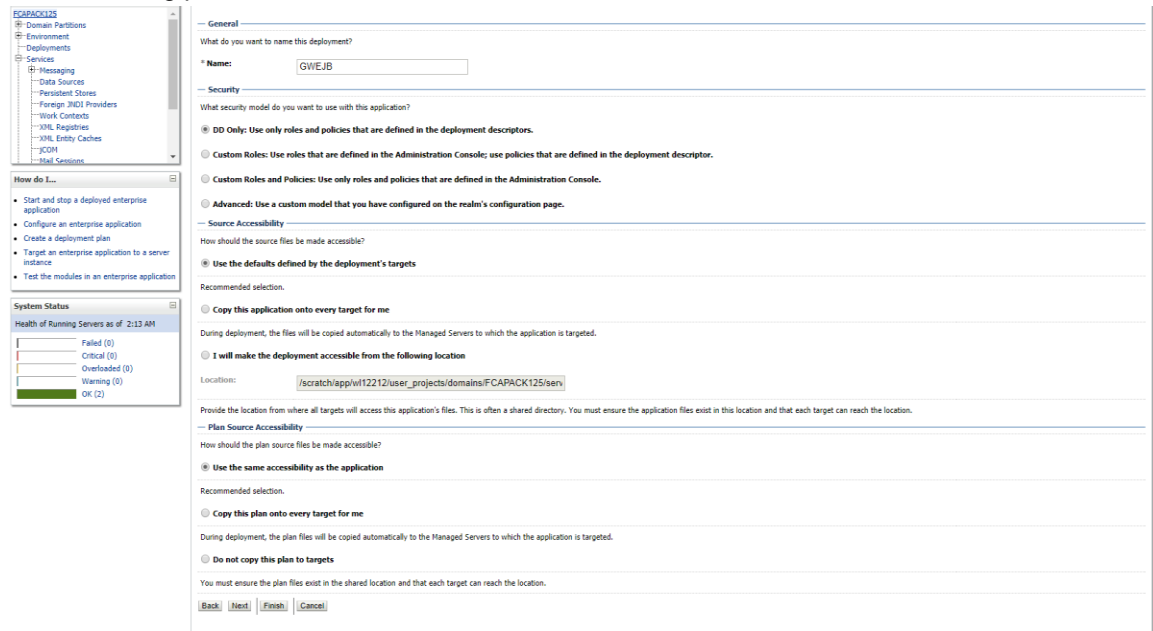 FCAPACK125
Domain Partitions
Environment
Deployments
Services
Messaging
Data Sources
Persistent Stores
Foreign JNDI Providers
Work Contexts
XML Registries
XML Entity Caches
jCOM
Mail Sessions
How do I...
Start and stop a deployed enterprise
application
Configure an enterprise application
Create a deployment plan
Target an enterprise application to a server
instance
Test the modules in an enterprise application
System Status
Health of Running Servers as of 2:13 AM
Failed (0)
Critical (0)
Overloaded (0)
Warning (0)
OK (2)
General
What do you want to name this deployment?
* Name: GWEJB
Security
What security model do you want to use with this application?
DD Only: Use only roles and policies that are defined in the deployment descriptors.
Custom Roles: Use roles that are defined in the Administration Console; use policies that are defined in the deployment descriptor.
Custom Roles and Policies: Use only roles and policies that are defined in the Administration Console.
Advanced: Use a custom model that you have configured on the realm's configuration page.
Source Accessibility
How should the source files be made accessible?
Use the defaults defined by the deployment's targets
Recommended selection.
Copy this application onto every target for me
During deployment, the files will be copied automatically to the Managed Servers to which the application is targeted.
I will make the deployment accessible from the following location
Location: /scratch/app/wl12212/user_projects/domains/FCAPACK125/serv
Provide the location from where all targets will access this application's files. This is often a shared directory. You must ensure the application files exist in this location and that each target can reach the location.
Plan Source Accessibility
How should the plan source files be made accessible?
Use the same accessibility as the application
Recommended selection.
Copy this plan onto every target for me
During deployment, the plan files will be copied automatically to the Managed Servers to which the application is targeted.
Do not copy this plan to targets
You must ensure the plan files exist in the shared location and that each target can reach the location.
Back Next Finish Cancel